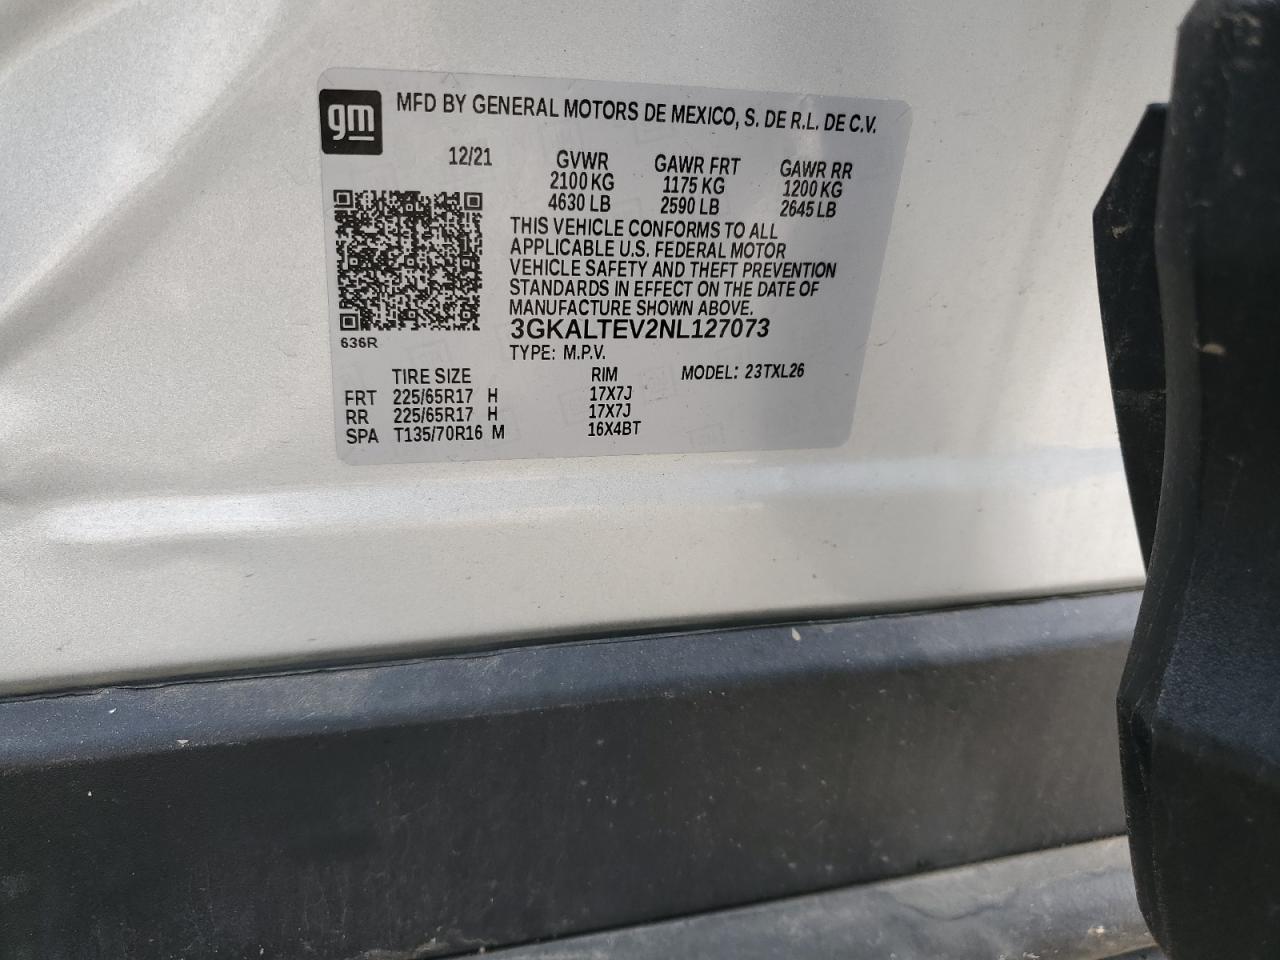 gm
MFD BY GENERAL MOTORS DE MEXICO, S. DE R.L. DE C.V.
12/21 GVWR GAWR FRT GAWR RR
2100 KG 1175 KG 1200 KG
4630 LB 2590 LB 2645 LB
THIS VEHICLE CONFORMS TO ALL
APPLICABLE U.S. FEDERAL MOTOR
VEHICLE SAFETY AND THEFT PREVENTION
STANDARDS IN EFFECT ON THE DATE OF
MANUFACTURE SHOWN ABOVE.
3GKALTEV2NL127073
636R
TYPE: M.P.V.
TIRE SIZE RIM MODEL: 23TXL26
FRT 225/65R17 H 17X7J
RR 225/65R17 H 17X7J
SPA T135/70R16 M 16X4BT